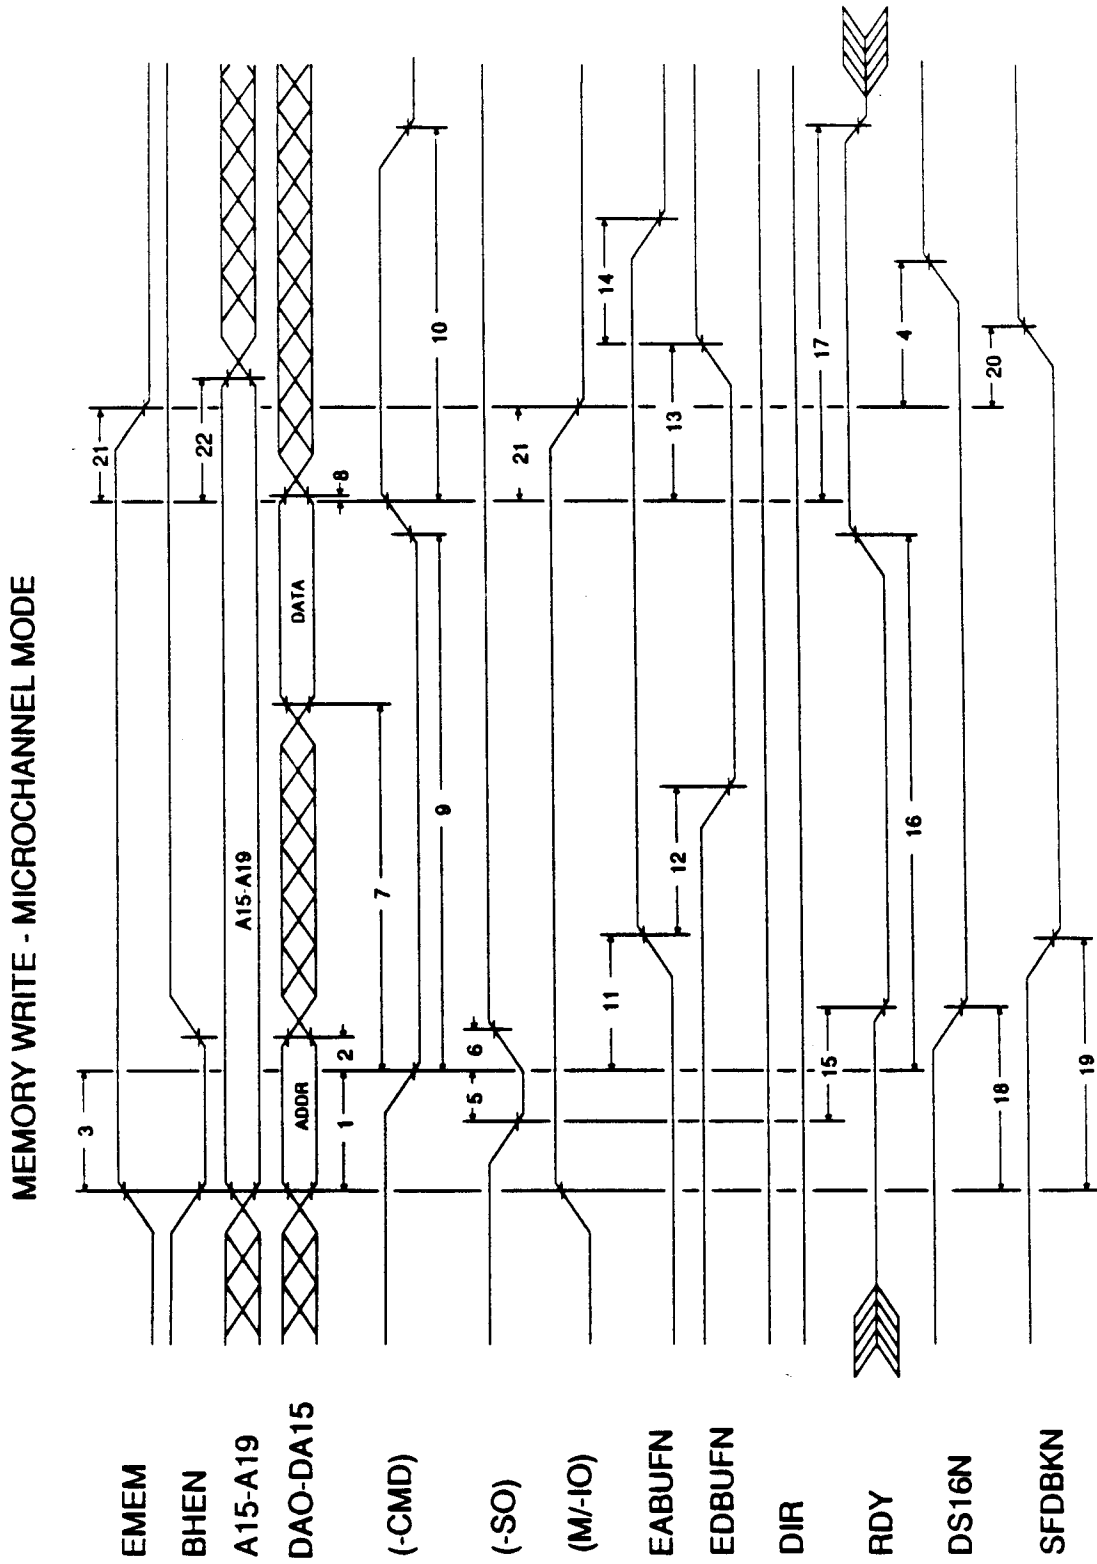 MEMORY WRITE - MICROCHANNEL MODE
EMEM
3
21
BHEN
A15-A19
A15-A19
22
DAO-DA15
ADDR
2
DATA
8
1
(-CMD)
7
9
10
(-SO)
5
6
(M/-IO)
21
EABUFN
11
12
14
EDBUFN
13
DIR
RDY
15
16
17
DS16N
18
4
SFDBKN
19
20